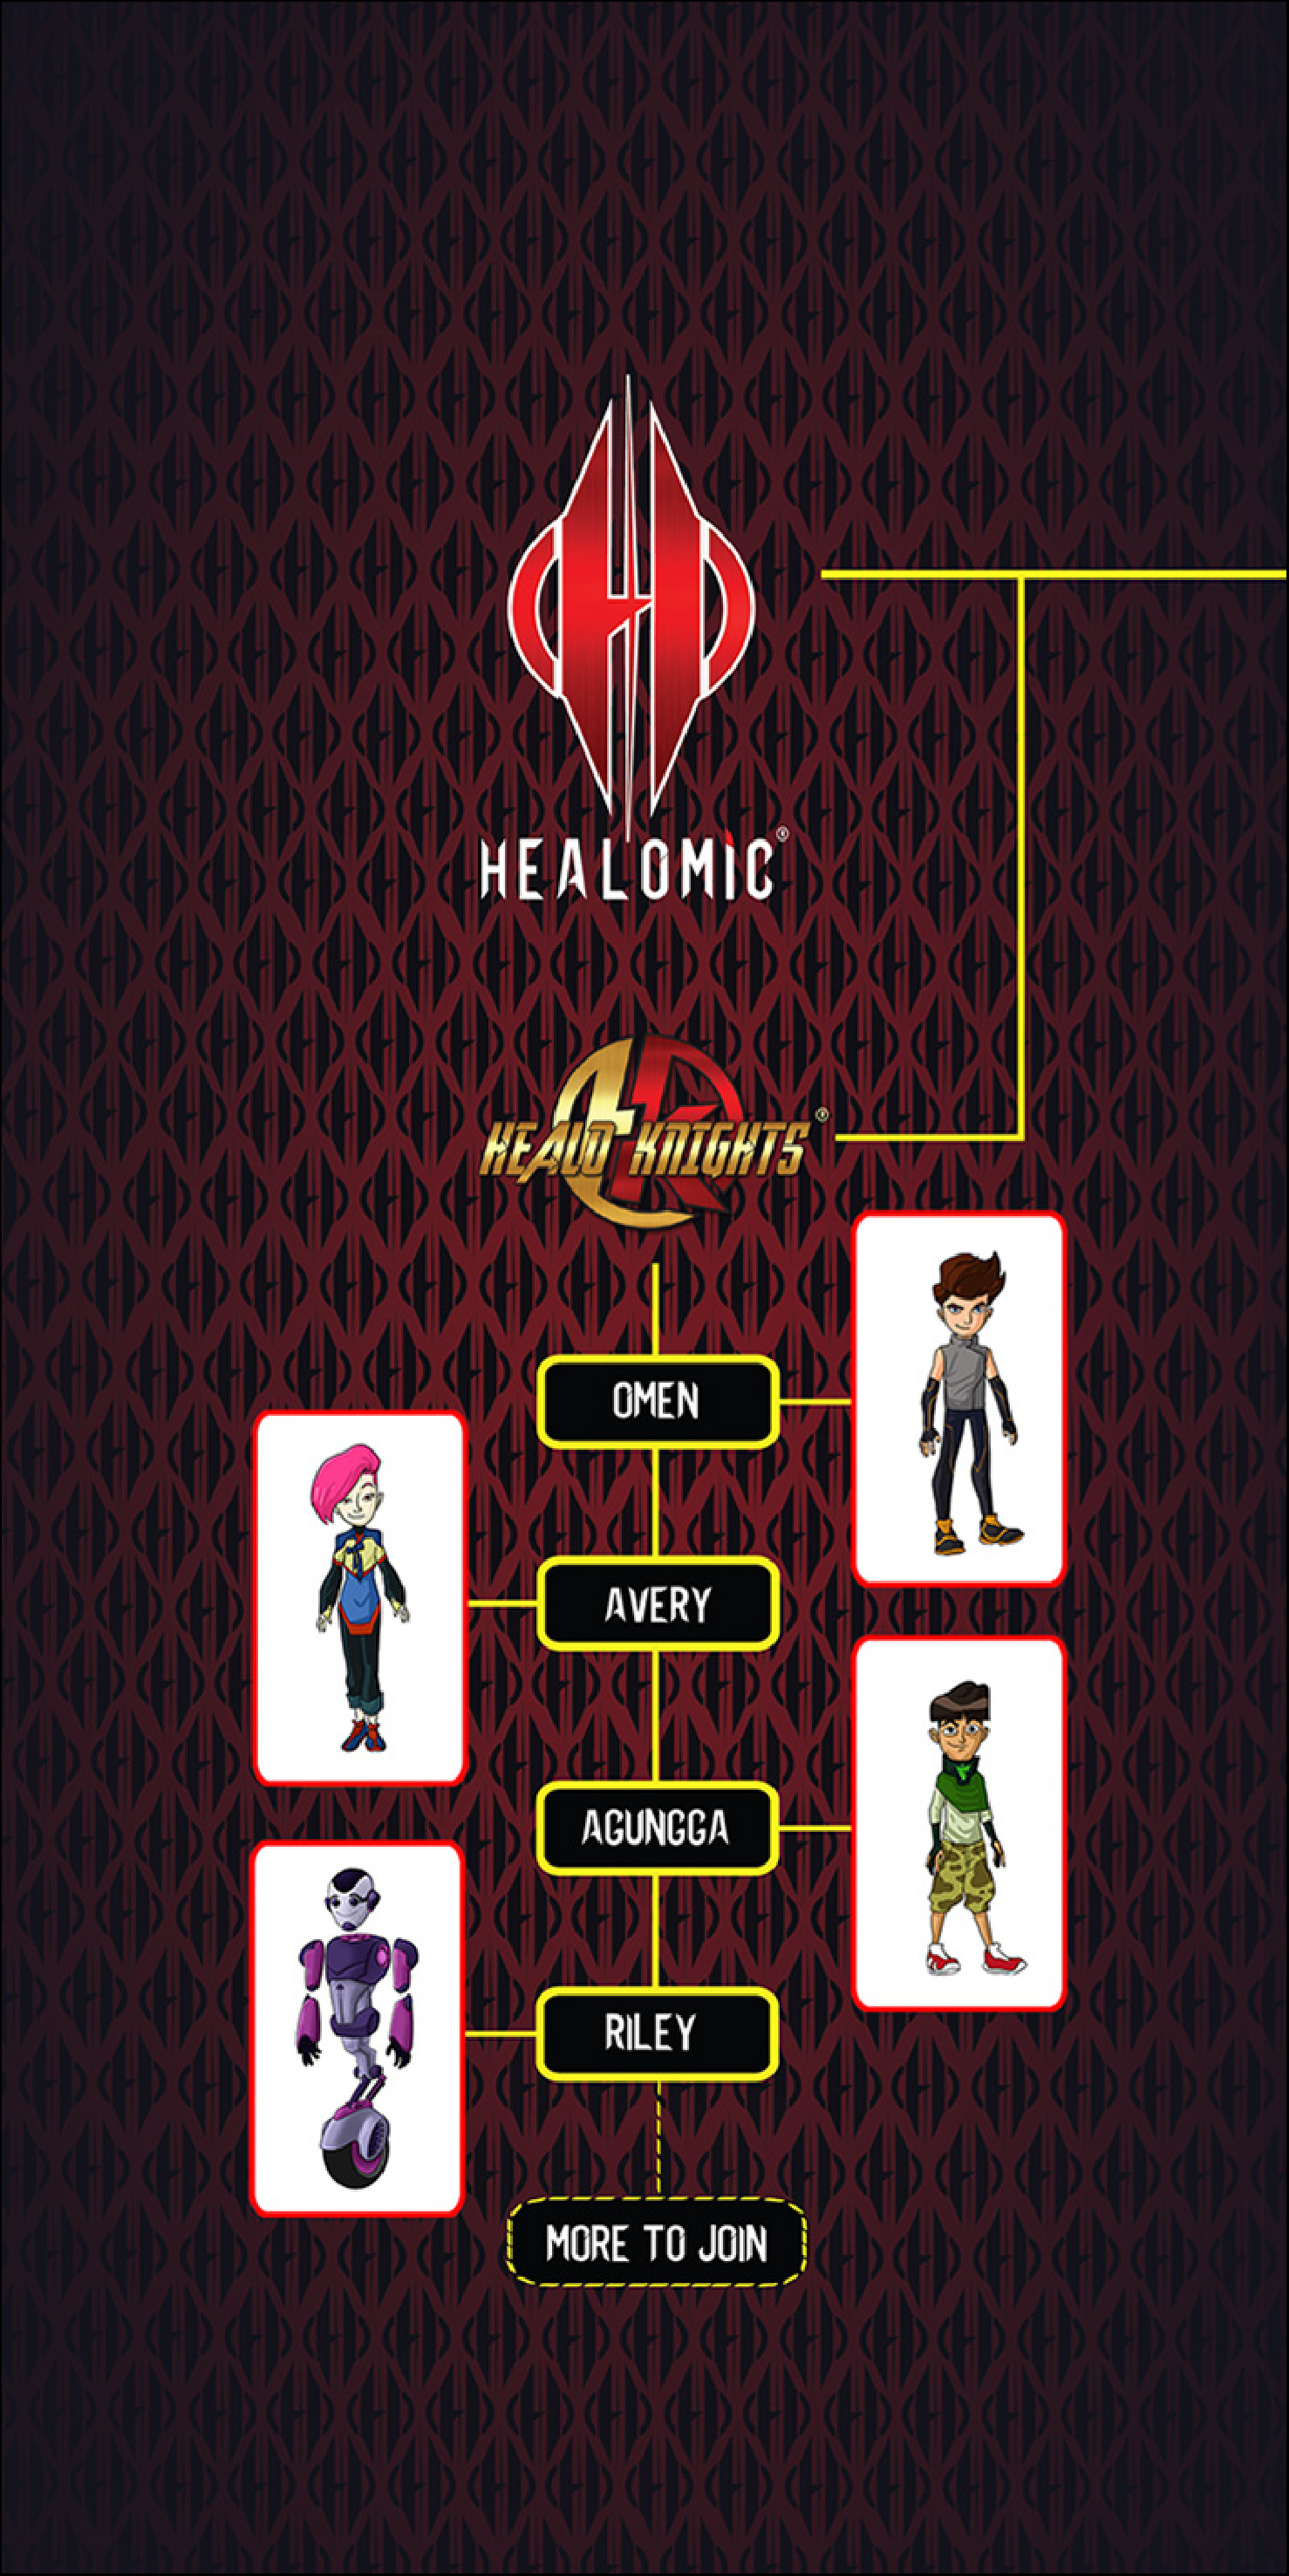 HEALOMIC®
HEALO KNIGHTS®
OMEN
AVERY
AGUNGGA
RILEY
MORE TO JOIN